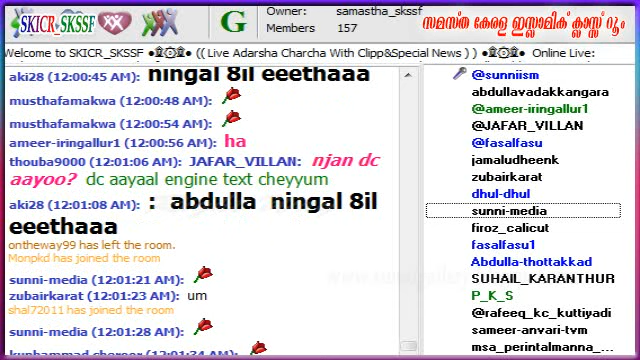 SKICR SKSSF
G
Owner: samastha_skssf
Members 157
സമസ്ത കേരള ഇസ്ലാമിക് ക്ലാസ്സ് റൂം
Welcome to SKICR_SKSSF (( Live Adarsha Charcha With Clipp&Special News )) Online Live:
aki28 (12:00:45 AM): ningal 8il eeethaaa
musthafamakwa (12:00:48 AM):
musthafamakwa (12:00:54 AM):
ameer-iringallur1 (12:00:56 AM): ha
thouba9000 (12:01:06 AM): JAFAR_VILLAN: njan dc
aayoo? dc aayaal engine text cheyyum
aki28 (12:01:08 AM): : abdulla ningal 8il
eeethaaa
ontheway99 has left the room.
Monpkd has joined the room
sunni-media (12:01:21 AM):
zubairkarat (12:01:23 AM): um
shal72011 has joined the room
sunni-media (12:01:28 AM):
kunhammad cheroor (12:01:34 AM):
@sunniism
abdullavadakkangara
@ameer-iringallur1
@JAFAR_VILLAN
@fasalfasu
jamaludheenk
zubairkarat
dhul-dhul
sunni-media
firoz_calicut
fasalfasu1
Abdulla-thottakkad
SUHAIL_KARANTHUR
P_K_S
@rafeeq_kc_kuttiyadi
sameer-anvari-tvm
msa_perintalmanna_...